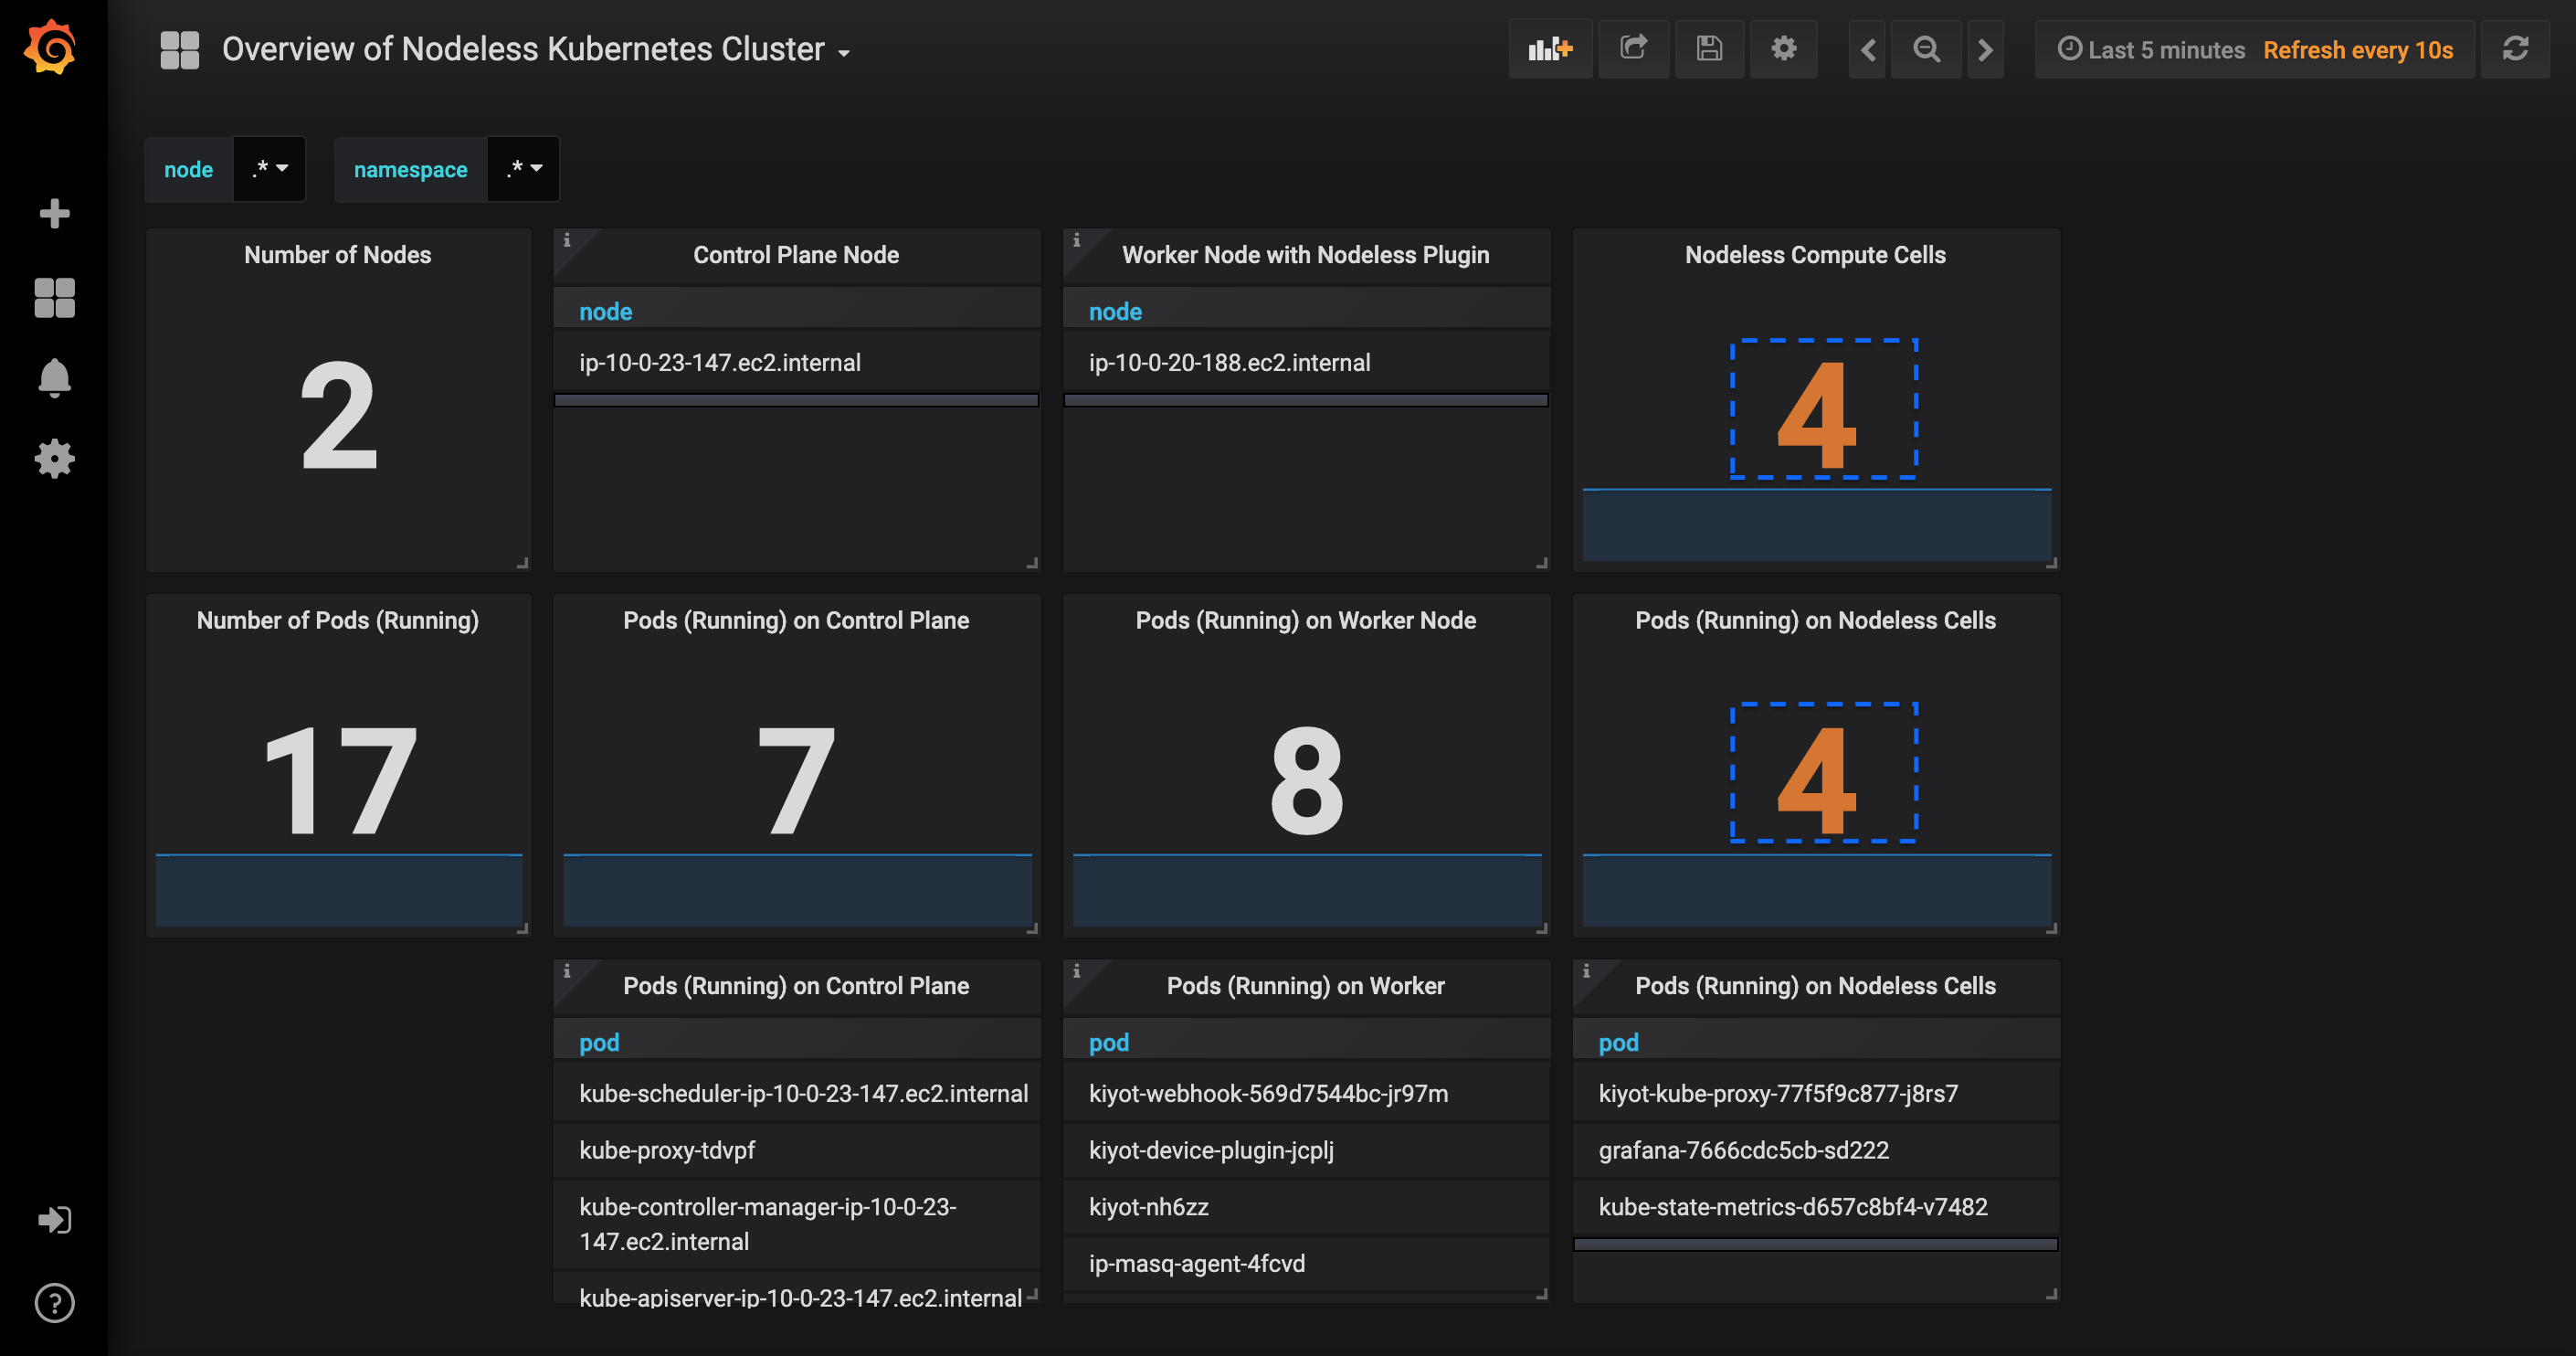 Overview of Nodeless Kubernetes Cluster
Last 5 minutes Refresh every 10s
node .* namespace .*
Number of Nodes
2
Control Plane Node
node
ip-10-0-23-147.ec2.internal
Worker Node with Nodeless Plugin
node
ip-10-0-20-188.ec2.internal
Nodeless Compute Cells
4
Number of Pods (Running)
17
Pods (Running) on Control Plane
7
Pods (Running) on Worker Node
8
Pods (Running) on Nodeless Cells
4
Pods (Running) on Control Plane
pod
kube-scheduler-ip-10-0-23-147.ec2.internal
kube-proxy-tdvpf
kube-controller-manager-ip-10-0-23-
147.ec2.internal
kube-apiserver-ip-10-0-23-147.ec2.internal
Pods (Running) on Worker
pod
kiyot-webhook-569d7544bc-jr97m
kiyot-device-plugin-jcplj
kiyot-nh6zz
ip-masq-agent-4fcvd
Pods (Running) on Nodeless Cells
pod
kiyot-kube-proxy-77f5f9c877-j8rs7
grafana-7666cdc5cb-sd222
kube-state-metrics-d657c8bf4-v7482